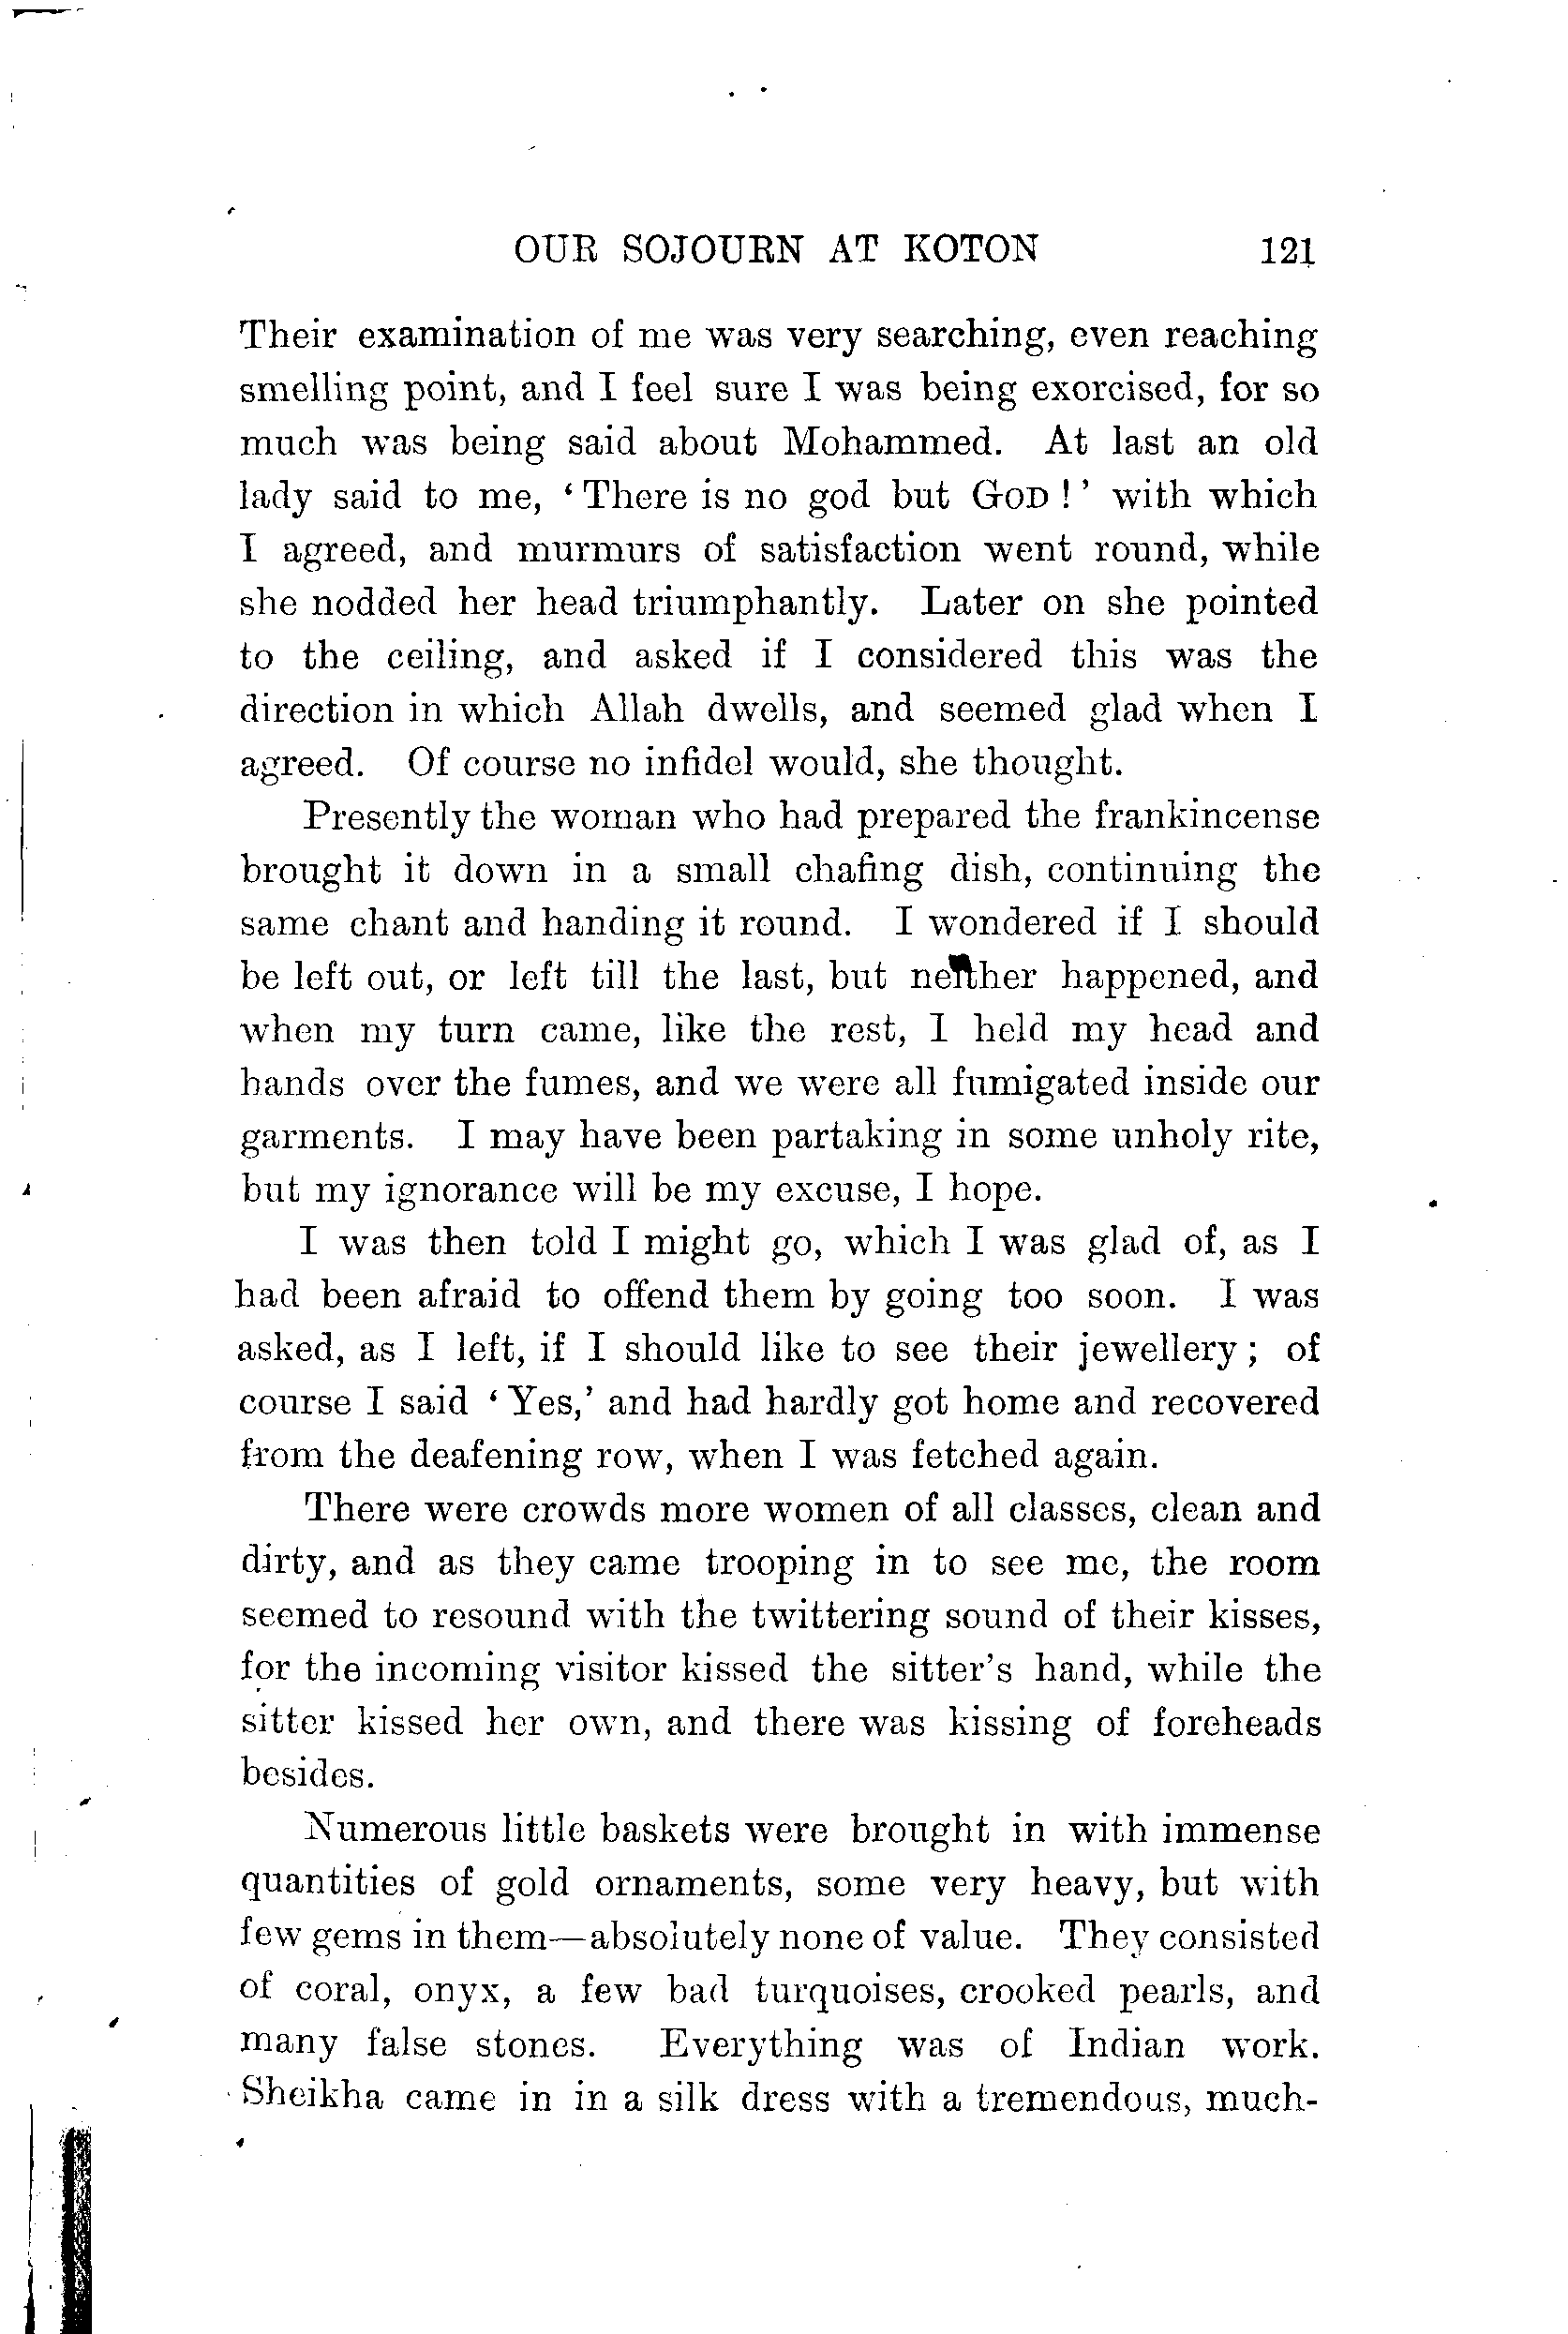 OUR SOJOURN AT KOTON 121
Their examination of me was very searching, even reaching
smelling point, and I feel sure I was being exorcised, for so
much was being said about Mohammed. At last an old
lady said to me, ‘There is no god but GOD!’ with which
I agreed, and murmurs of satisfaction went round, while
she nodded her head triumphantly. Later on she pointed
to the ceiling, and asked if I considered this was the
direction in which Allah dwells, and seemed glad when I
agreed. Of course no infidel would, she thought.
Presently the woman who had prepared the frankincense
brought it down in a small chafing dish, continuing the
same chant and handing it round. I wondered if I should
be left out, or left till the last, but neither happened, and
when my turn came, like the rest, I held my head and
hands over the fumes, and we were all fumigated inside our
garments. I may have been partaking in some unholy rite,
but my ignorance will be my excuse, I hope.
I was then told I might go, which I was glad of, as I
had been afraid to offend them by going too soon. I was
asked, as I left, if I should like to see their jewellery; of
course I said ‘Yes,’ and had hardly got home and recovered
from the deafening row, when I was fetched again.
There were crowds more women of all classes, clean and
dirty, and as they came trooping in to see me, the room
seemed to resound with the twittering sound of their kisses,
for the incoming visitor kissed the sitter’s hand, while the
sitter kissed her own, and there was kissing of foreheads
besides.
Numerous little baskets were brought in with immense
quantities of gold ornaments, some very heavy, but with
few gems in them—absolutely none of value. They consisted
of coral, onyx, a few bad turquoises, crooked pearls, and
many false stones. Everything was of Indian work.
Sheikha came in in a silk dress with a tremendous, much-